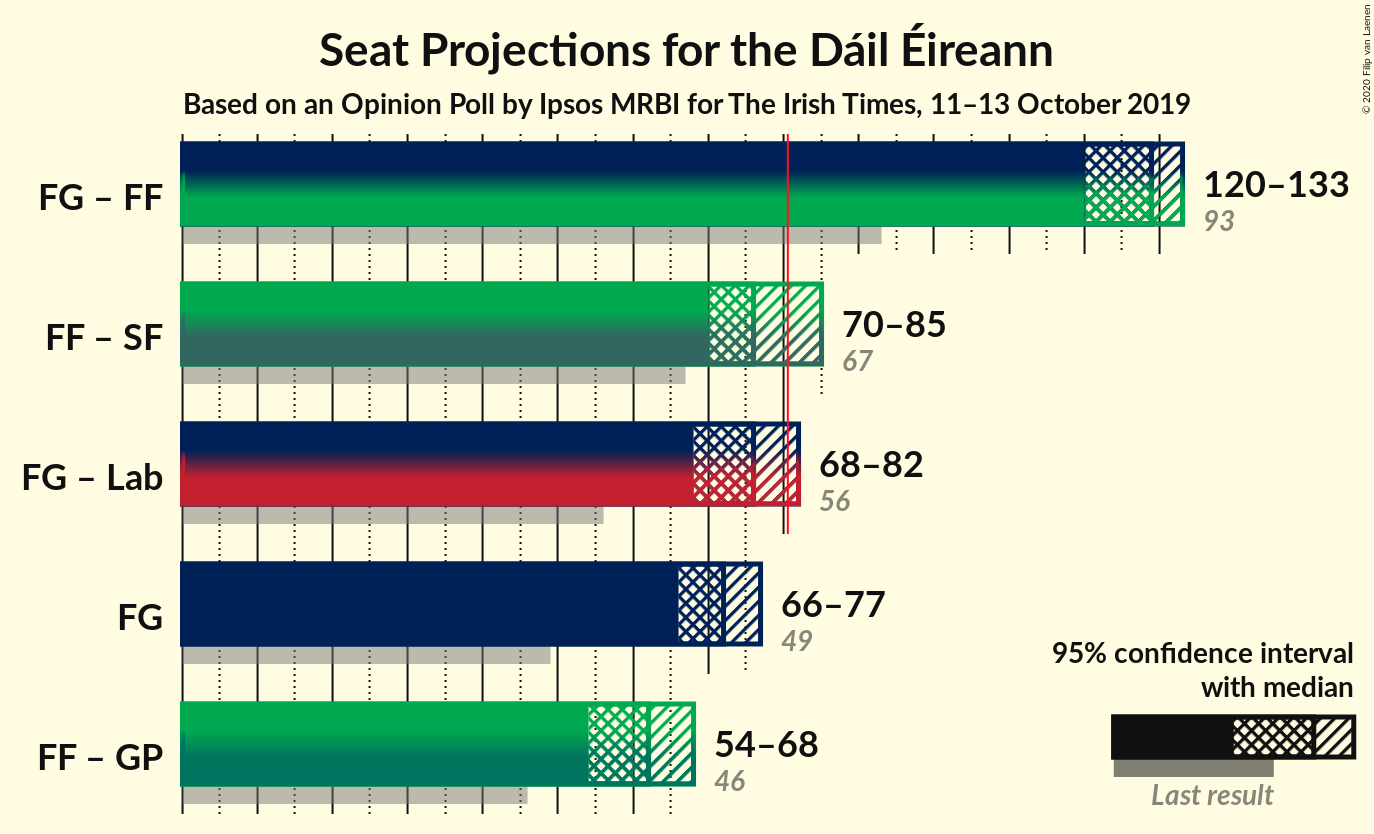 Seat Projections for the Dáil Éireann
Based on an Opinion Poll by Ipsos MRBI for The Irish Times, 11–13 October 2019
© 2020 Filip van Laenen
FG – FF
120–133
93
FF – SF
70–85
67
FG – Lab
68–82
56
FG
66–77
49
FF – GP
54–68
46
95% confidence interval
with median
Last result